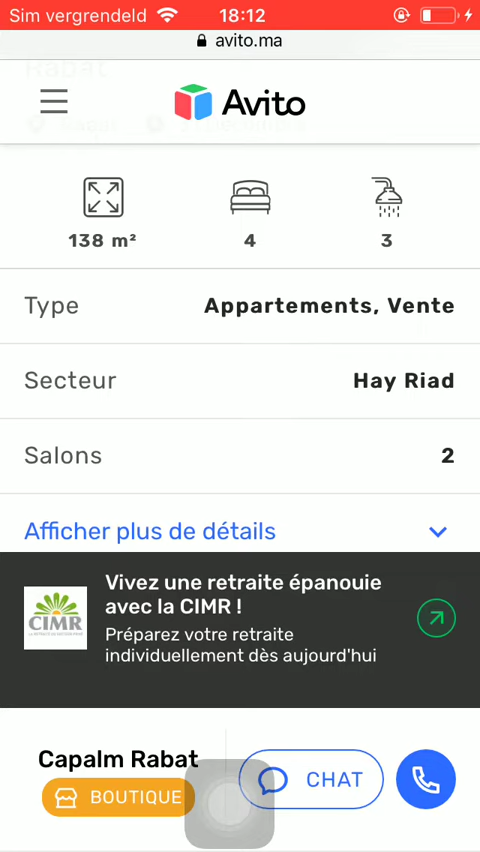 Sim vergrendeld 18:12
avito.ma
Rabat
Avito
138 m² 4 3
Type Appartements, Vente
Secteur Hay Riad
Salons 2
Afficher plus de détails
Vivez une retraite épanouie
avec la CIMR !
CIMR
Préparez votre retraite
individuellement dès aujourd'hui
Capalm Rabat
BOUTIQUE
CHAT